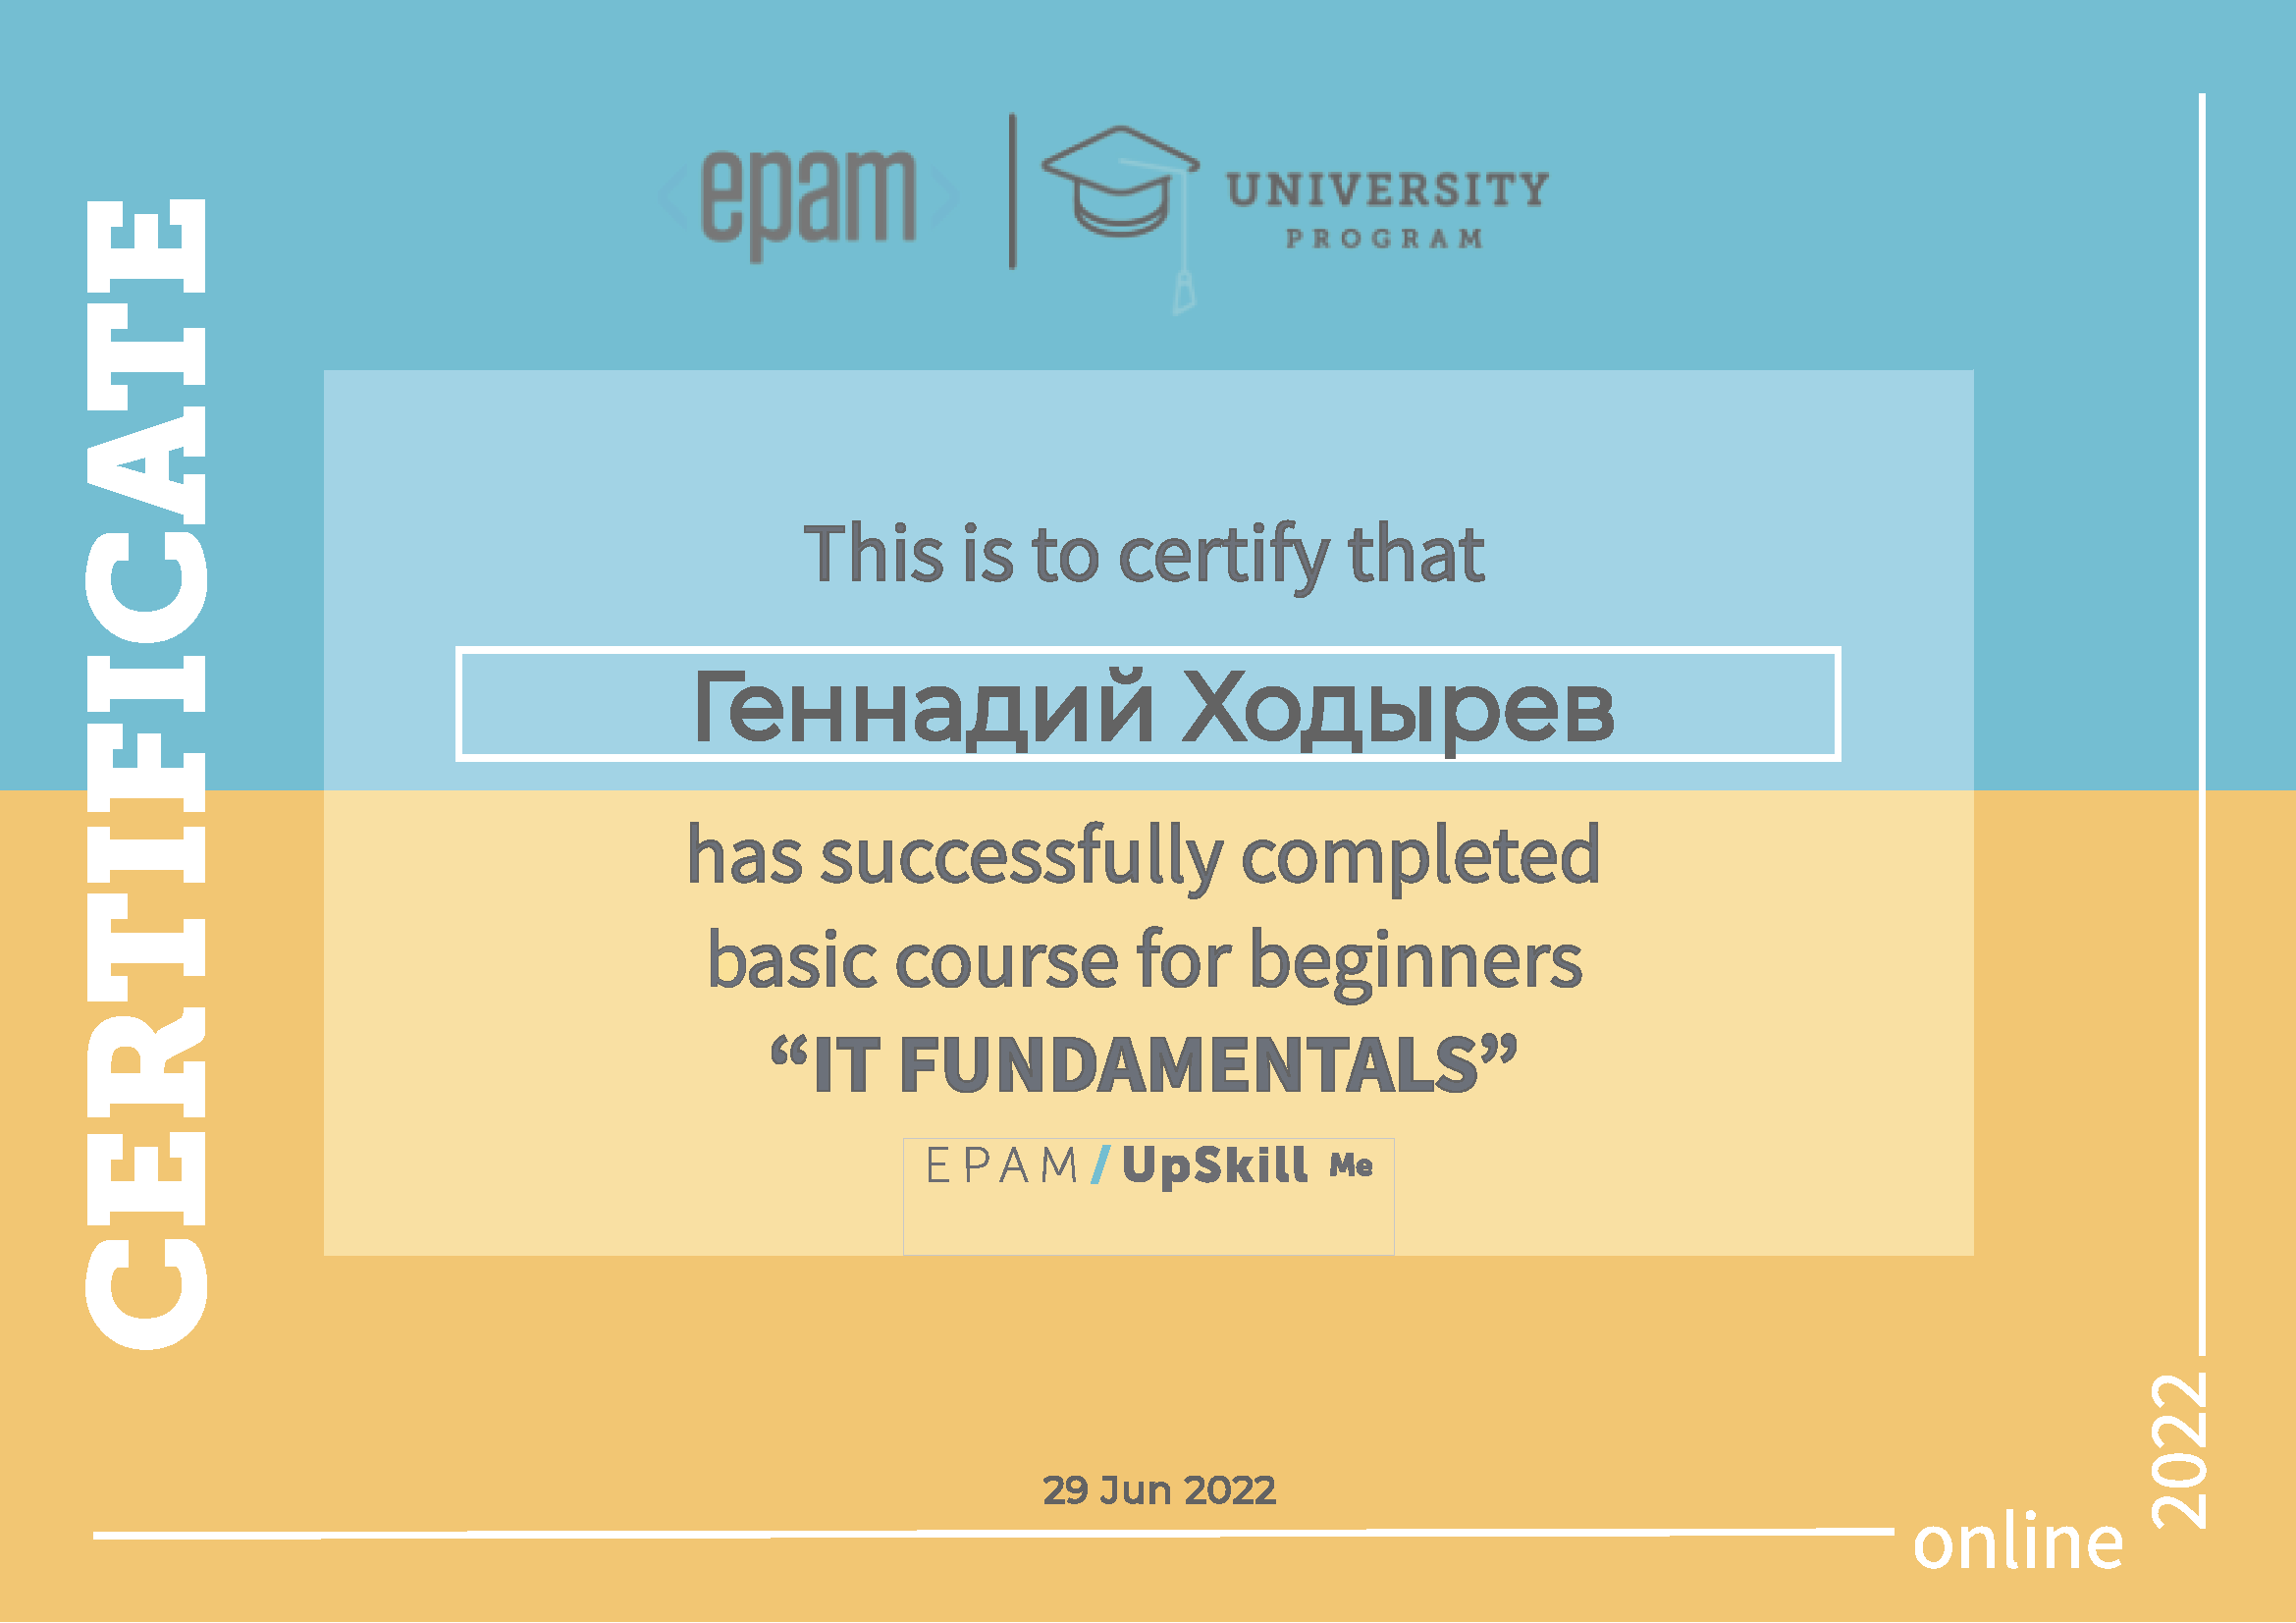 CERTIFICATE
<epam>
UNIVERSITY
PROGRAM
This is to certify that
Геннадий Ходырев
has successfully completed
basic course for beginners
“IT FUNDAMENTALS”
EPAM/UpSkill Me
29 Jun 2022
online
2022